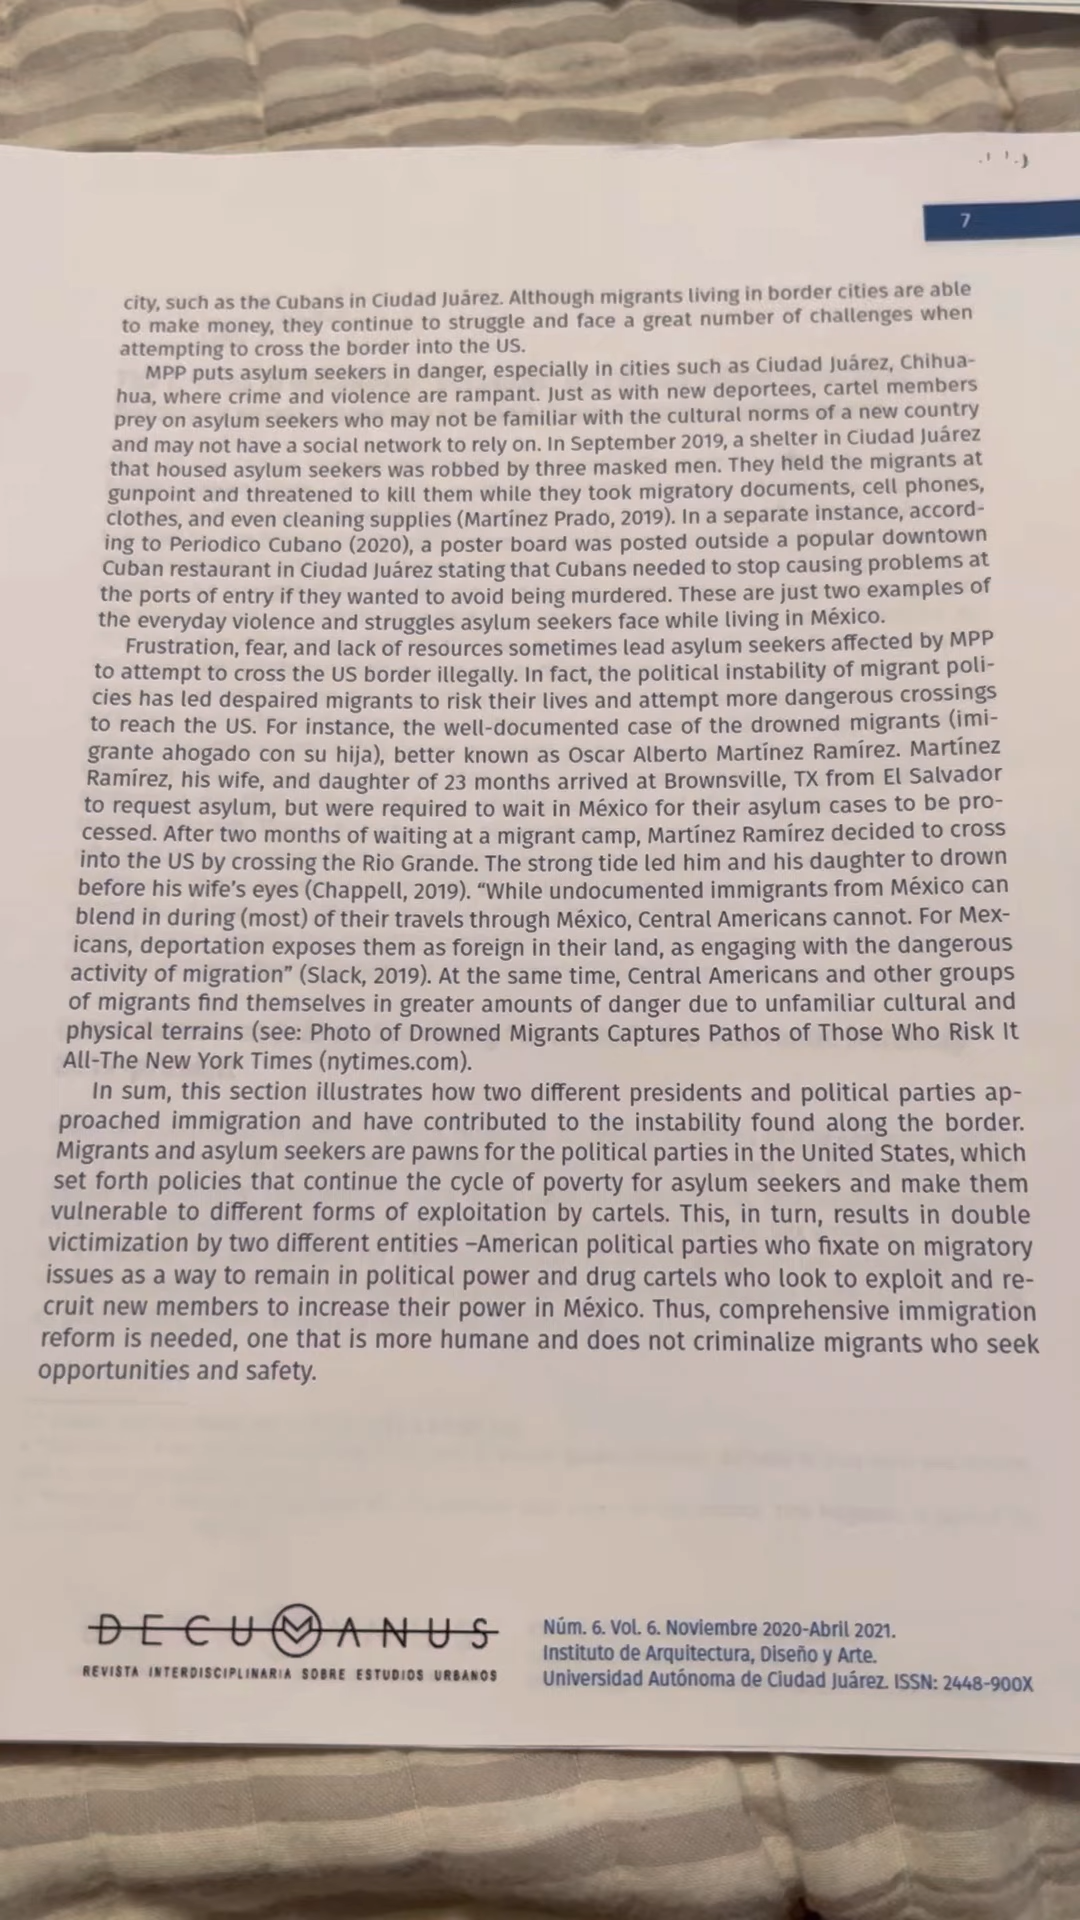 7
city, such as the Cubans in Ciudad Juárez. Although migrants living in border cities are able
to make money, they continue to struggle and face a great number of challenges when
attempting to cross the border into the US.
MPP puts asylum seekers in danger, especially in cities such as Ciudad Juárez, Chihua-
hua, where crime and violence are rampant. Just as with new deportees, cartel members
prey on asylum seekers who may not be familiar with the cultural norms of a new country
and may not have a social network to rely on. In September 2019, a shelter in Ciudad Juárez
that housed asylum seekers was robbed by three masked men. They held the migrants at
gunpoint and threatened to kill them while they took migratory documents, cell phones,
clothes, and even cleaning supplies (Martínez Prado, 2019). In a separate instance, accord-
ing to Periodico Cubano (2020), a poster board was posted outside a popular downtown
Cuban restaurant in Ciudad Juárez stating that Cubans needed to stop causing problems at
the ports of entry if they wanted to avoid being murdered. These are just two examples of
the everyday violence and struggles asylum seekers face while living in México.
Frustration, fear, and lack of resources sometimes lead asylum seekers affected by MPP
to attempt to cross the US border illegally. In fact, the political instability of migrant poli-
cies has led despaired migrants to risk their lives and attempt more dangerous crossings
to reach the US. For instance, the well-documented case of the drowned migrants (imi-
grante ahogado con su hija), better known as Oscar Alberto Martínez Ramírez. Martínez
Ramírez, his wife, and daughter of 23 months arrived at Brownsville, TX from El Salvador
to request asylum, but were required to wait in México for their asylum cases to be pro-
cessed. After two months of waiting at a migrant camp, Martínez Ramírez decided to cross
into the US by crossing the Rio Grande. The strong tide led him and his daughter to drown
before his wife's eyes (Chappell, 2019). “While undocumented immigrants from México can
blend in during (most) of their travels through México, Central Americans cannot. For Mex-
icans, deportation exposes them as foreign in their land, as engaging with the dangerous
activity of migration” (Slack, 2019). At the same time, Central Americans and other groups
of migrants find themselves in greater amounts of danger due to unfamiliar cultural and
physical terrains (see: Photo of Drowned Migrants Captures Pathos of Those Who Risk It
All-The New York Times (nytimes.com).
In sum, this section illustrates how two different presidents and political parties ap-
proached immigration and have contributed to the instability found along the border.
Migrants and asylum seekers are pawns for the political parties in the United States, which
set forth policies that continue the cycle of poverty for asylum seekers and make them
vulnerable to different forms of exploitation by cartels. This, in turn, results in double
victimization by two different entities –American political parties who fixate on migratory
issues as a way to remain in political power and drug cartels who look to exploit and re-
cruit new members to increase their power in México. Thus, comprehensive immigration
reform is needed, one that is more humane and does not criminalize migrants who seek
opportunities and safety.
DECUMANUS
REVISTA INTERDISCIPLINARIA SOBRE ESTUDIOS URBANOS
Núm. 6. Vol. 6. Noviembre 2020-Abril 2021.
Instituto de Arquitectura, Diseño y Arte.
Universidad Autónoma de Ciudad Juárez. ISSN: 2448-900X